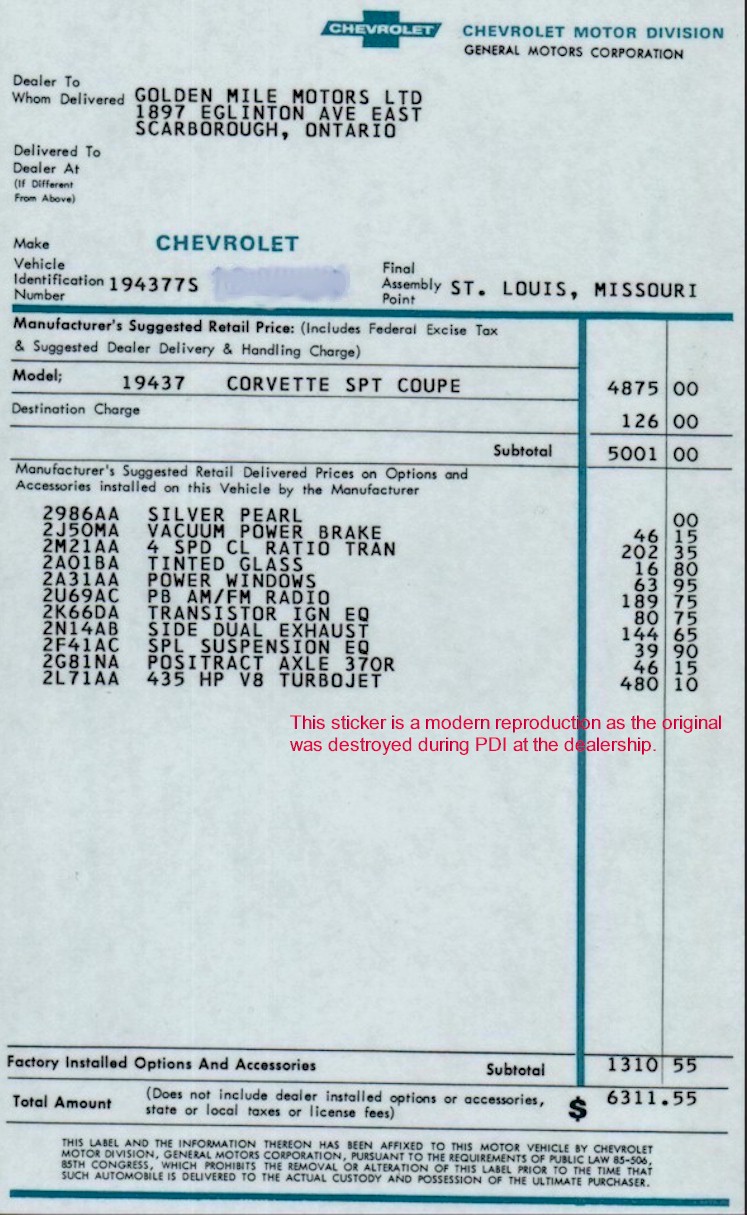 CHEVROLET
CHEVROLET MOTOR DIVISION
GENERAL MOTORS CORPORATION
Dealer To
Whom Delivered GOLDEN MILE MOTORS LTD
1897 EGLINTON AVE EAST
SCARBOROUGH, ONTARIO
Delivered To
Dealer At
(If Different
From Above)
Make CHEVROLET
Vehicle
Identification 194377S
Number
Final
Assembly ST. LOUIS, MISSOURI
Point
Manufacturer's Suggested Retail Price: (Includes Federal Excise Tax
& Suggested Dealer Delivery & Handling Charge)
Model; 19437 CORVETTE SPT COUPE 4875 00
Destination Charge 126 00
Subtotal 5001 00
Manufacturer's Suggested Retail Delivered Prices on Options and
Accessories installed on this Vehicle by the Manufacturer
2986AA SILVER PEARL 00
2J50MA VACUUM POWER BRAKE 46 15
2M21AA 4 SPD CL RATIO TRAN 202 35
2A01BA TINTED GLASS 16 80
2A31AA POWER WINDOWS 63 95
2U69AC PB AM/FM RADIO 189 75
2K66DA TRANSISTOR IGN EQ 80 75
2N14AB SIDE DUAL EXHAUST 144 65
2F41AC SPL SUSPENSION EQ 39 90
2G81NA POSITRACT AXLE 370R 46 15
2L71AA 435 HP V8 TURBOJET 480 10
This sticker is a modern reproduction as the original
was destroyed during PDI at the dealership.
Factory Installed Options And Accessories Subtotal 1310 55
Total Amount (Does not include dealer installed options or accessories,
state or local taxes or license fees) $ 6311.55
THIS LABEL AND THE INFORMATION THEREON HAS BEEN AFFIXED TO THIS MOTOR VEHICLE BY CHEVROLET
MOTOR DIVISION, GENERAL MOTORS CORPORATION, PURSUANT TO THE REQUIREMENTS OF PUBLIC LAW 85-506,
85TH CONGRESS, WHICH PROHIBITS THE REMOVAL OR ALTERATION OF THIS LABEL PRIOR TO THE TIME THAT
SUCH AUTOMOBILE IS DELIVERED TO THE ACTUAL CUSTODY AND POSSESSION OF THE ULTIMATE PURCHASER.